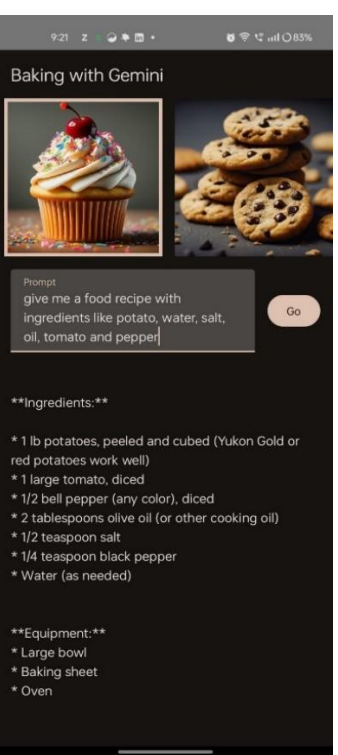 9:21 Z
83%
Baking with Gemini
Prompt
give me a food recipe with
ingredients like potato, water, salt,
oil, tomato and pepper
Go
**Ingredients:**
* 1 lb potatoes, peeled and cubed (Yukon Gold or
red potatoes work well)
* 1 large tomato, diced
* 1/2 bell pepper (any color), diced
* 2 tablespoons olive oil (or other cooking oil)
* 1/2 teaspoon salt
* 1/4 teaspoon black pepper
* Water (as needed)
**Equipment:**
* Large bowl
* Baking sheet
* Oven